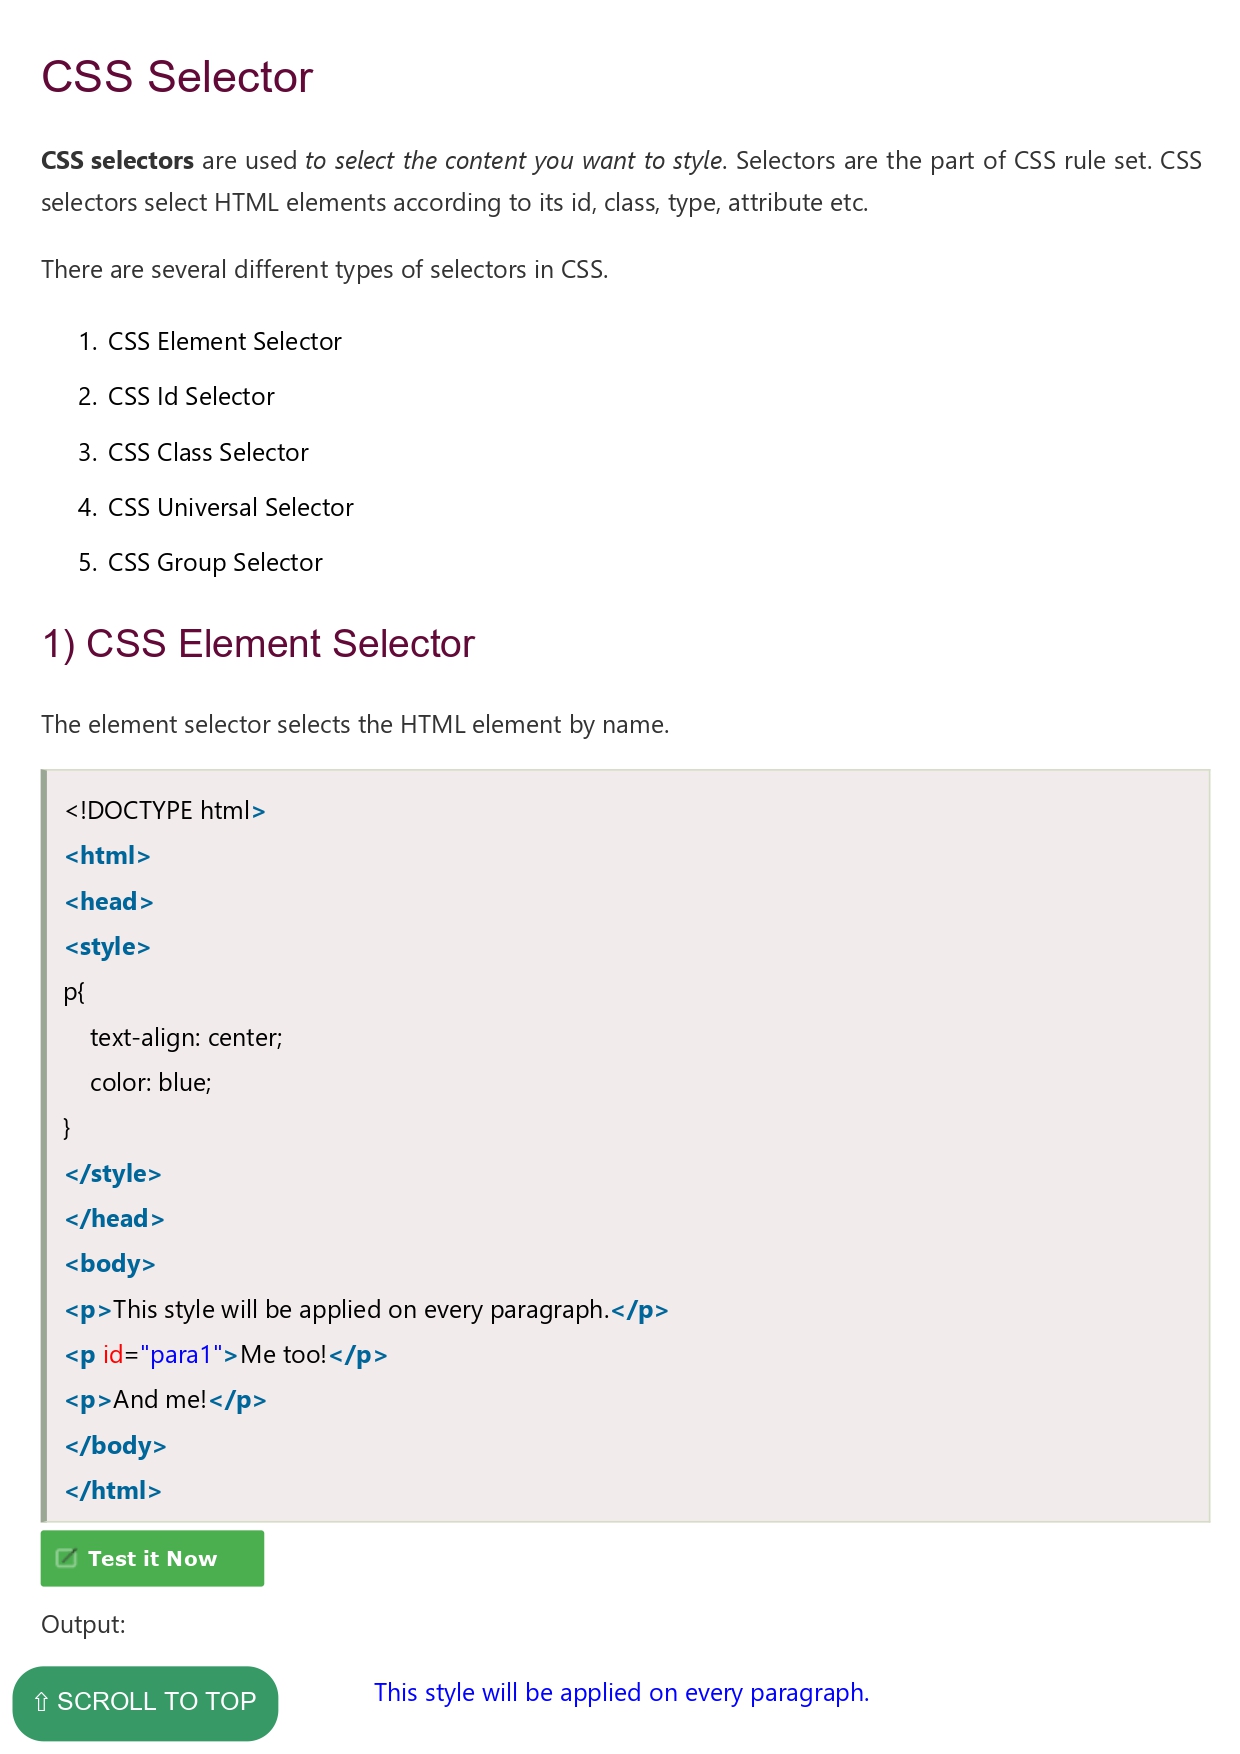 CSS Selector
CSS selectors are used to select the content you want to style. Selectors are the part of CSS rule set. CSS
selectors select HTML elements according to its id, class, type, attribute etc.
There are several different types of selectors in CSS.
1. CSS Element Selector
2. CSS Id Selector
3. CSS Class Selector
4. CSS Universal Selector
5. CSS Group Selector
1) CSS Element Selector
The element selector selects the HTML element by name.
<!DOCTYPE html>
<html>
<head>
<style>
p{
    text-align: center;
    color: blue;
}
</style>
</head>
<body>
<p>This style will be applied on every paragraph.</p>
<p id="para1">Me too!</p>
<p>And me!</p>
</body>
</html>
Test it Now
Output:
⇧ SCROLL TO TOP
This style will be applied on every paragraph.